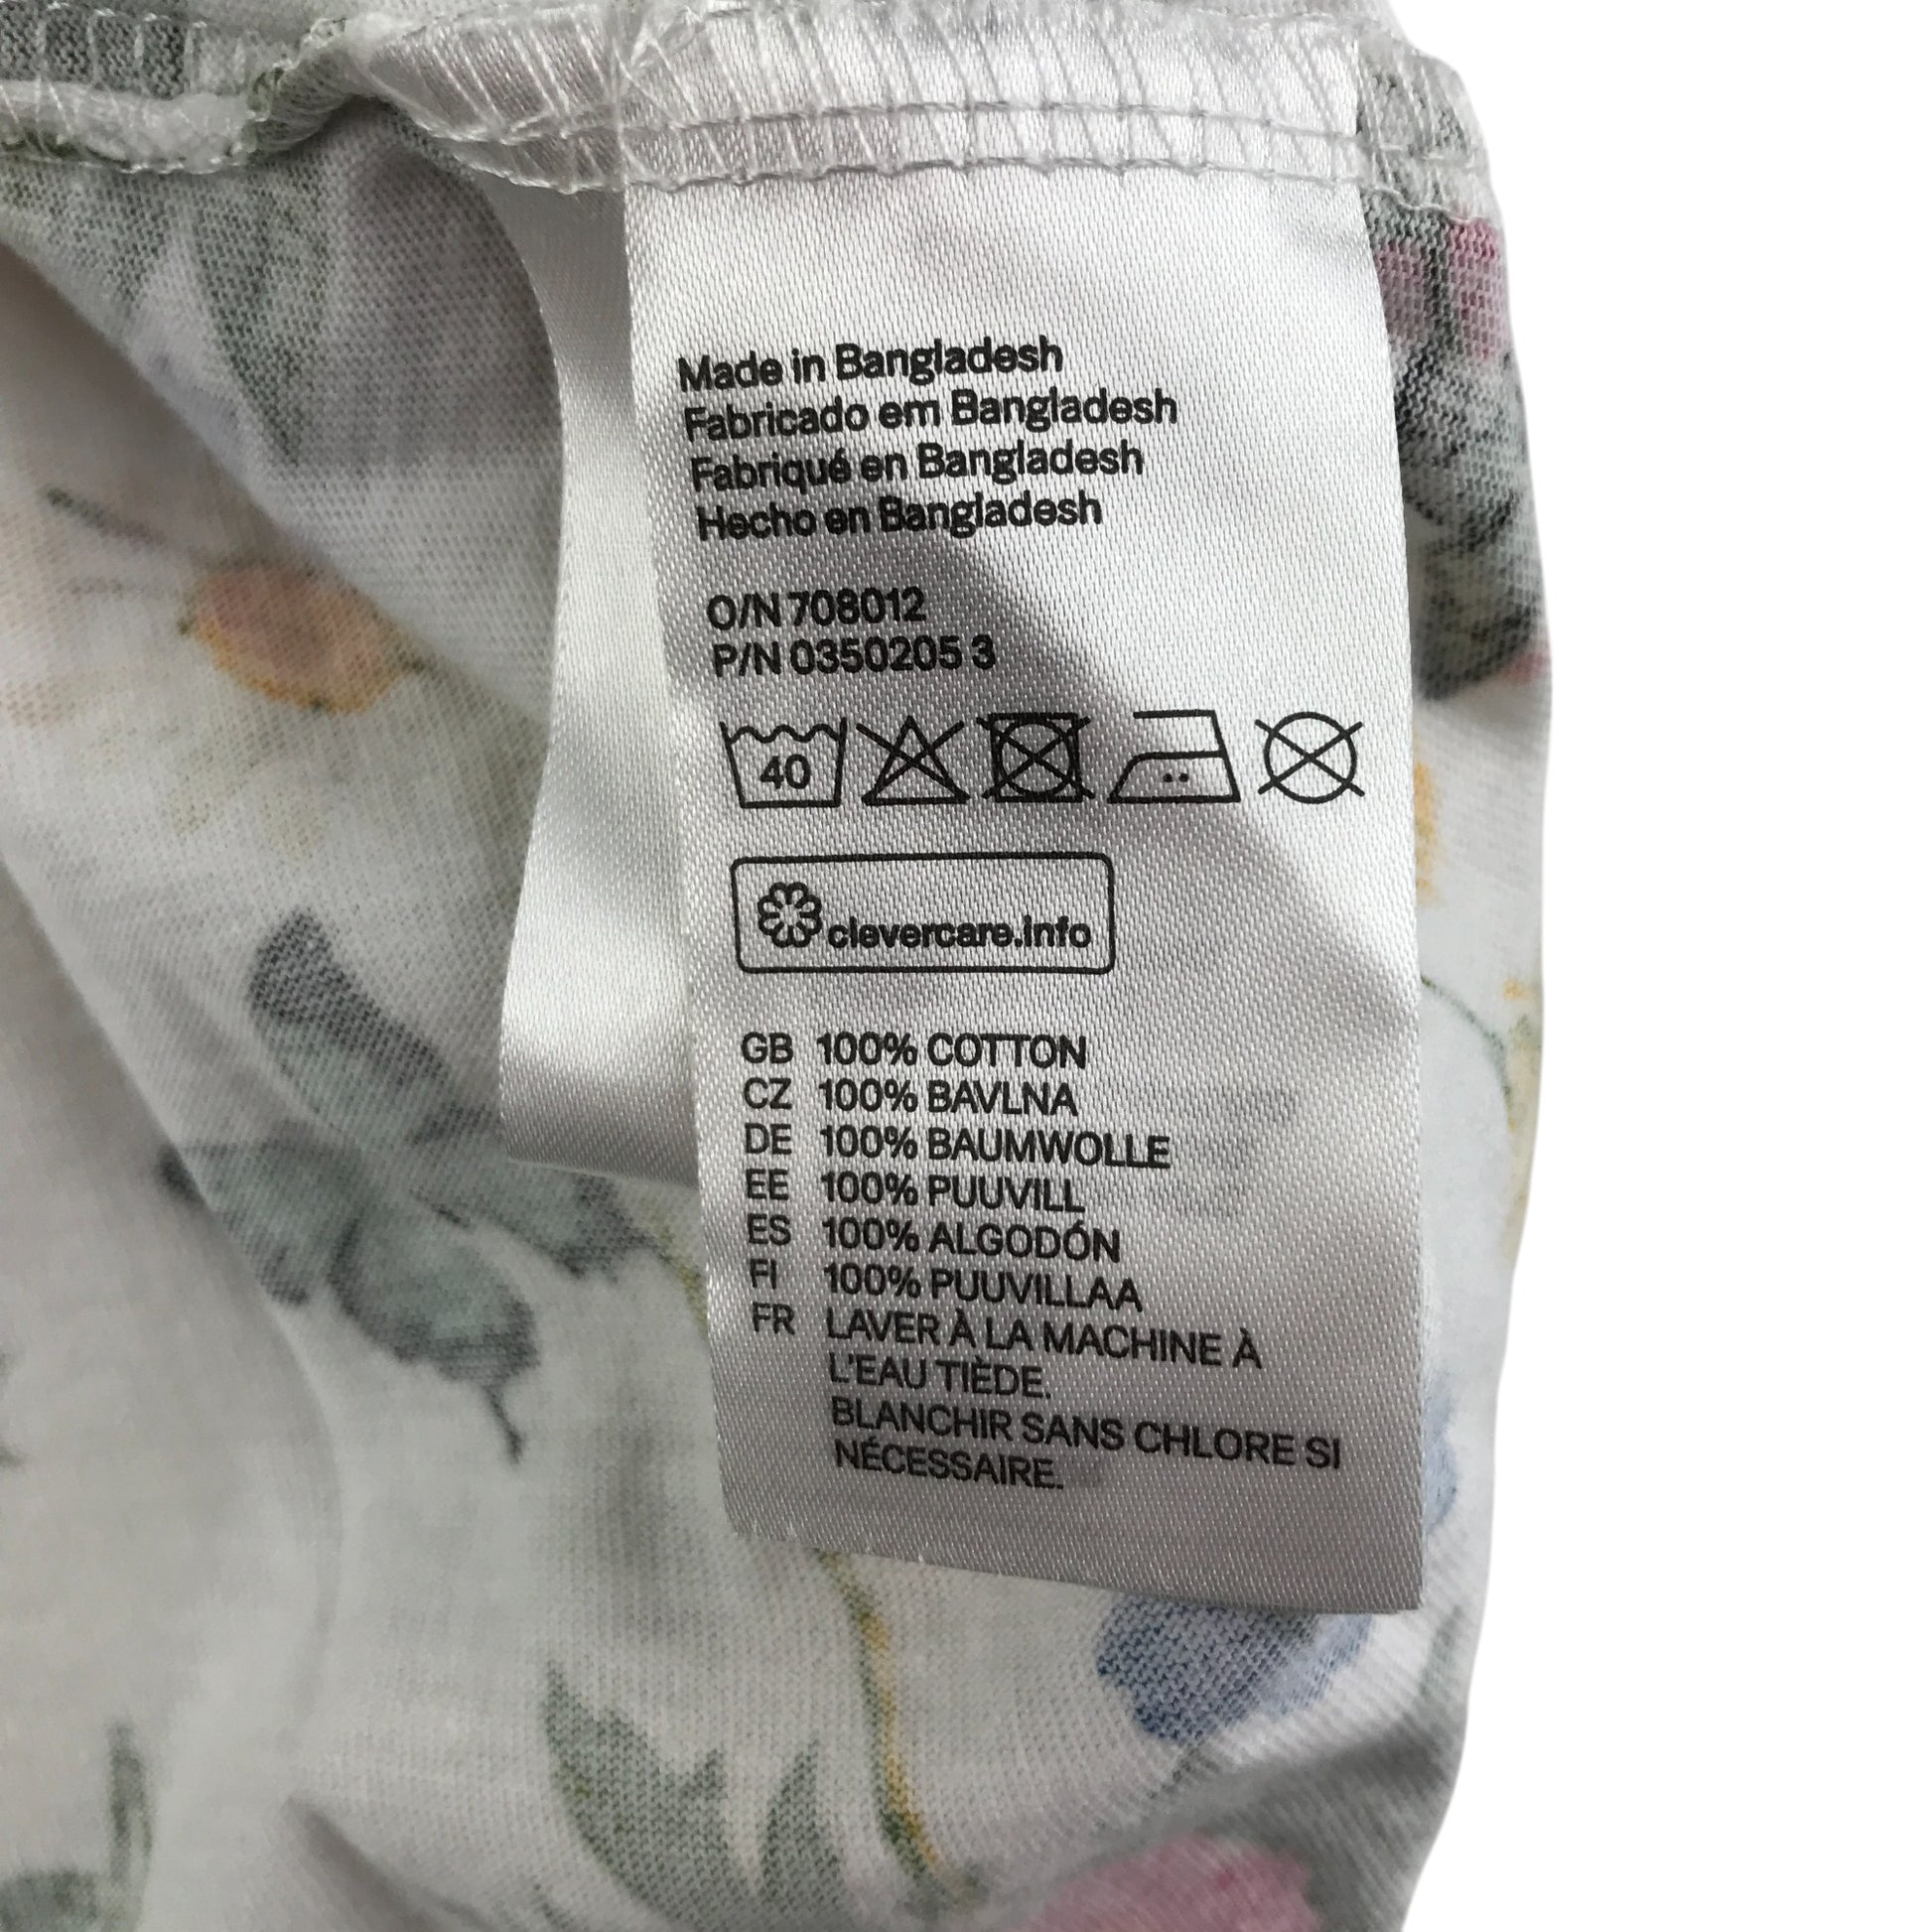 Made in Bangladesh
Fabricado em Bangladesh
Fabriqué en Bangladesh
Hecho en Bangladesh
O/N 708012
P/N 0350205 3
40
clevercare.info
GB 100% COTTON
CZ 100% BAVLNA
DE 100% BAUMWOLLE
EE 100% PUUVILL
ES 100% ALGODÓN
FI 100% PUUVILLAA
FR LAVER À LA MACHINE À
L'EAU TIÈDE.
BLANCHIR SANS CHLORE SI
NÉCESSAIRE.